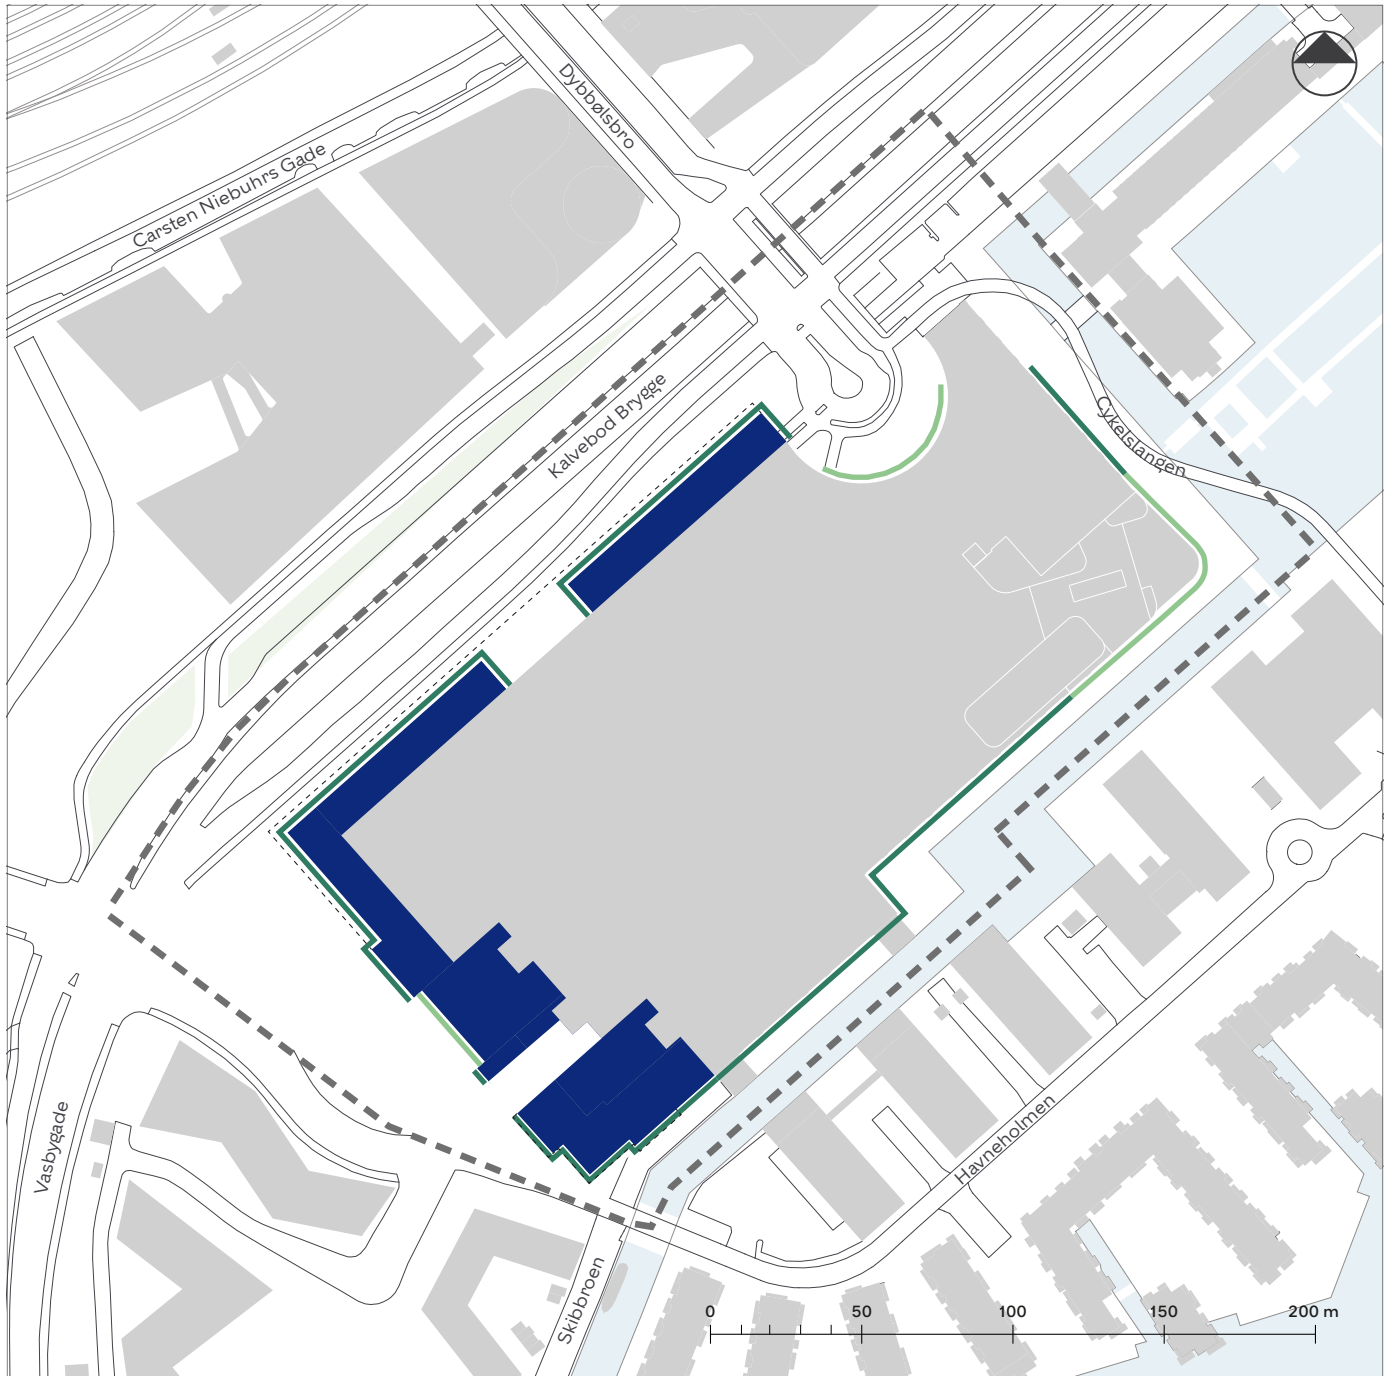 Dybbølsbro
Carsten Niebuhrs Gade
Kalvebod Brygge
Cykelslangen
Vasbygade
Havneholmen
Skibbroen
0 50 100 150 200 m